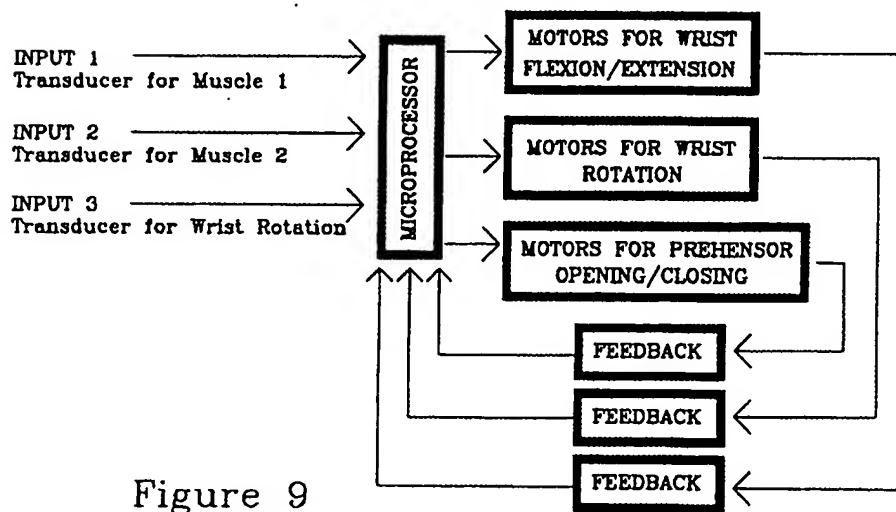 INPUT 1
Transducer for Muscle 1
INPUT 2
Transducer for Muscle 2
INPUT 3
Transducer for Wrist Rotation
MICROPROCESSOR
MOTORS FOR WRIST
FLEXION/EXTENSION
MOTORS FOR WRIST
ROTATION
MOTORS FOR PREHENSOR
OPENING/CLOSING
FEEDBACK
FEEDBACK
FEEDBACK
Figure 9